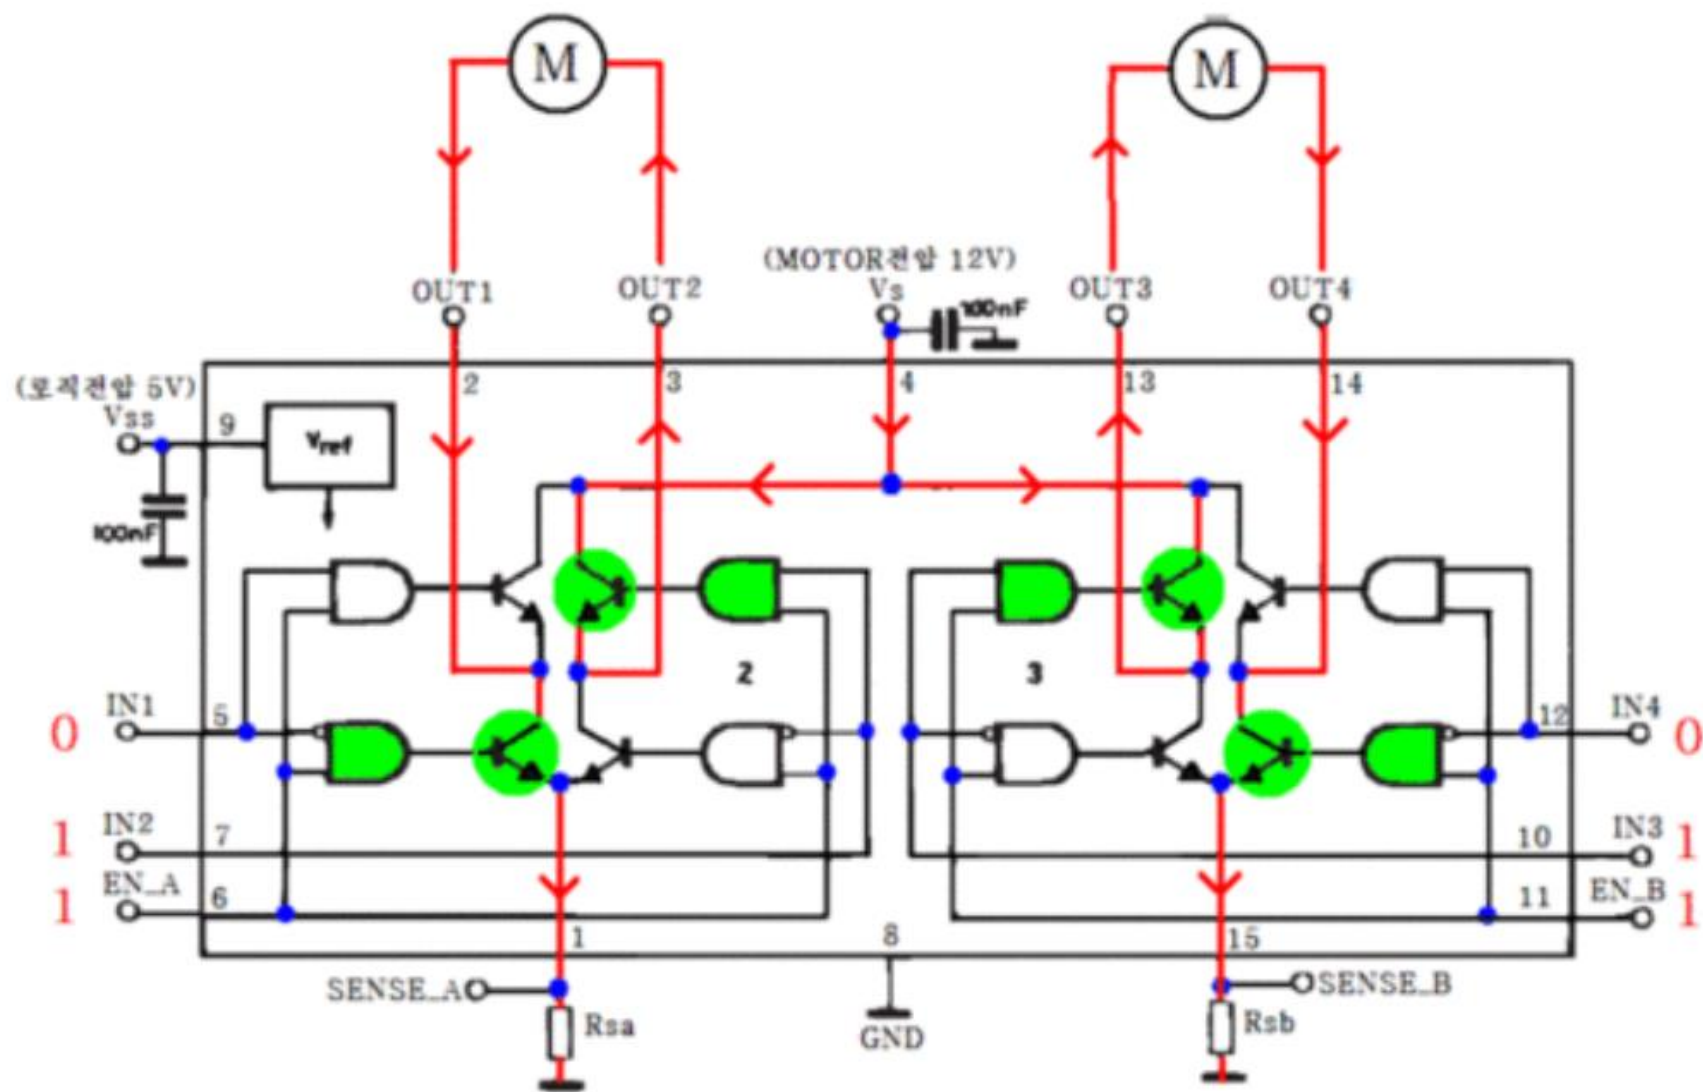 M
M
(MOTOR전압 12V)
OUT1
OUT2
Vs
100nF
OUT3
OUT4
(로직전압 5V)
Vss
9
Vref
100nF
2
3
4
13
14
2
3
0
IN1
5
12
IN4
0
1
IN2
7
10
IN3
1
1
EN_A
6
11
EN_B
1
1
8
15
SENSE_A
SENSE_B
Rsa
GND
Rsb